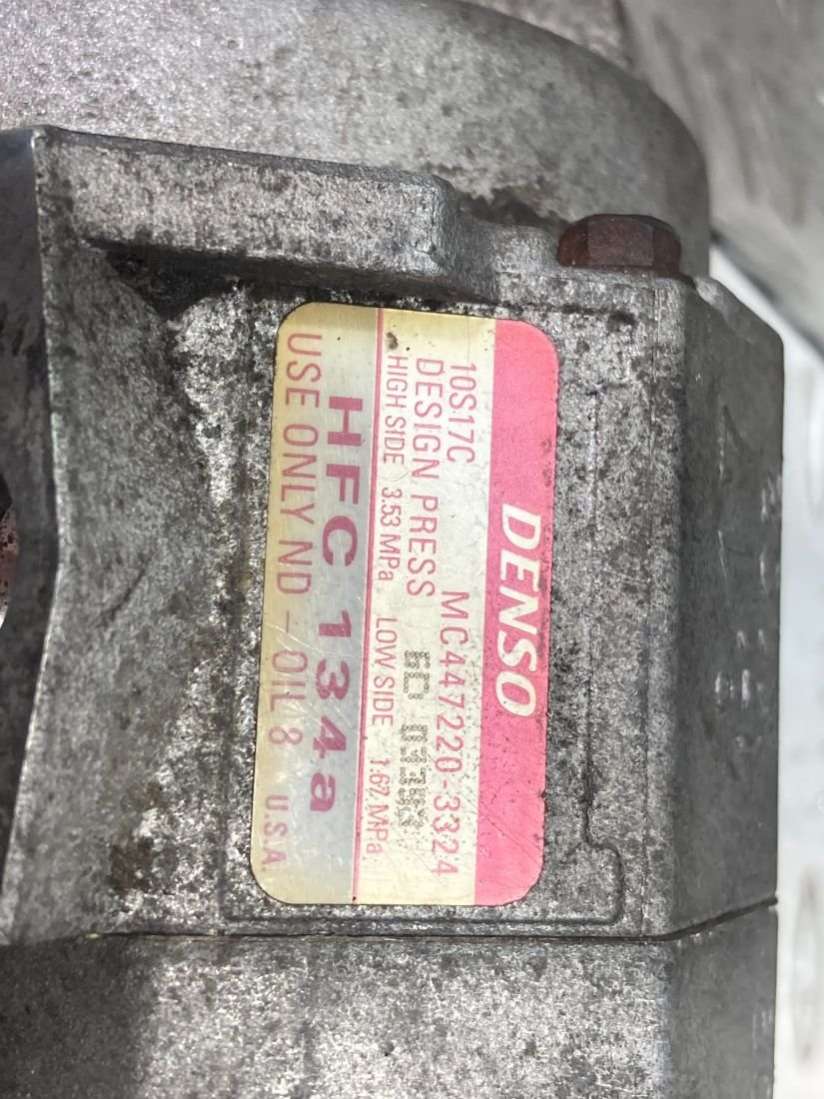 DENSO
10S17C MC447220-3324
DESIGN PRESS
HIGH SIDE 3.53 MPa LOW SIDE 1.67 MPa
HFC 134a
USE ONLY ND-OIL 8 U.S.A.